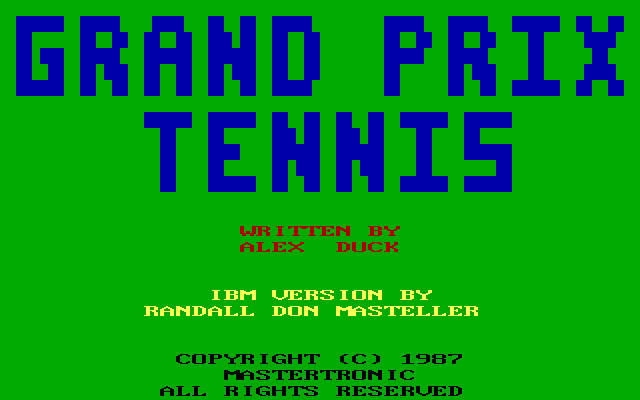 GRAND PRIX
TENNIS
WRITTEN BY
ALEX DUCK
IBM VERSION BY
RANDALL DON MASTELLER
COPYRIGHT (C) 1987
MASTERTRONIC
ALL RIGHTS RESERVED